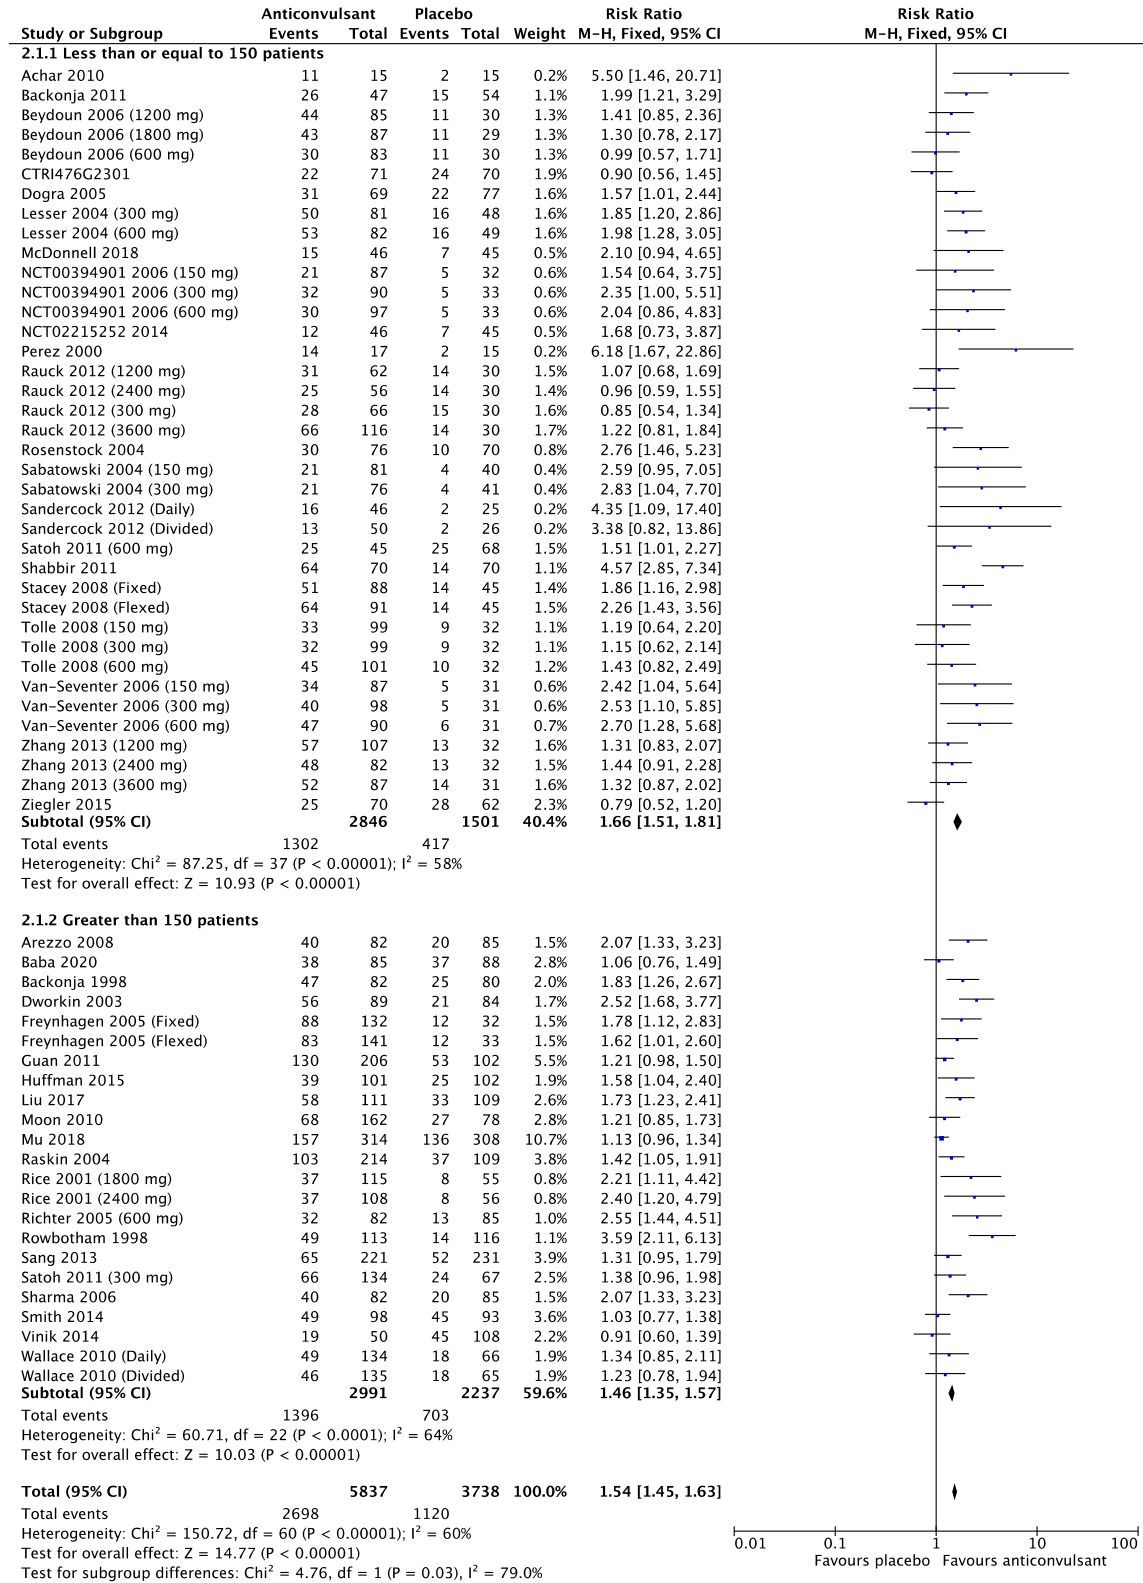 Anticonvulsant Placebo Risk Ratio Risk Ratio
Study or Subgroup Events Total Events Total Weight M-H, Fixed, 95% CI M-H, Fixed, 95% CI
2.1.1 Less than or equal to 150 patients
Achar 2010 11 15 2 15 0.2% 5.50 [1.46, 20.71]
Backonja 2011 26 47 15 54 1.1% 1.99 [1.21, 3.29]
Beydoun 2006 (1200 mg) 44 85 11 30 1.3% 1.41 [0.85, 2.36]
Beydoun 2006 (1800 mg) 43 87 11 29 1.3% 1.30 [0.78, 2.17]
Beydoun 2006 (600 mg) 30 83 11 30 1.3% 0.99 [0.57, 1.71]
CTRI476G2301 22 71 24 70 1.9% 0.90 [0.56, 1.45]
Dogra 2005 31 69 22 77 1.6% 1.57 [1.01, 2.44]
Lesser 2004 (300 mg) 50 81 16 48 1.6% 1.85 [1.20, 2.86]
Lesser 2004 (600 mg) 53 82 16 49 1.6% 1.98 [1.28, 3.05]
McDonnell 2018 15 46 7 45 0.5% 2.10 [0.94, 4.65]
NCT00394901 2006 (150 mg) 21 87 5 32 0.6% 1.54 [0.64, 3.75]
NCT00394901 2006 (300 mg) 32 90 5 33 0.6% 2.35 [1.00, 5.51]
NCT00394901 2006 (600 mg) 30 97 5 33 0.6% 2.04 [0.86, 4.83]
NCT02215252 2014 12 46 7 45 0.5% 1.68 [0.73, 3.87]
Perez 2000 14 17 2 15 0.2% 6.18 [1.67, 22.86]
Rauck 2012 (1200 mg) 31 62 14 30 1.5% 1.07 [0.68, 1.69]
Rauck 2012 (2400 mg) 25 56 14 30 1.4% 0.96 [0.59, 1.55]
Rauck 2012 (300 mg) 28 66 15 30 1.6% 0.85 [0.54, 1.34]
Rauck 2012 (3600 mg) 66 116 14 30 1.7% 1.22 [0.81, 1.84]
Rosenstock 2004 30 76 10 70 0.8% 2.76 [1.46, 5.23]
Sabatowski 2004 (150 mg) 21 81 4 40 0.4% 2.59 [0.95, 7.05]
Sabatowski 2004 (300 mg) 21 76 4 41 0.4% 2.83 [1.04, 7.70]
Sandercock 2012 (Daily) 16 46 2 25 0.2% 4.35 [1.09, 17.40]
Sandercock 2012 (Divided) 13 50 2 26 0.2% 3.38 [0.82, 13.86]
Satoh 2011 (600 mg) 25 45 25 68 1.5% 1.51 [1.01, 2.27]
Shabbir 2011 64 70 14 70 1.1% 4.57 [2.85, 7.34]
Stacey 2008 (Fixed) 51 88 14 45 1.4% 1.86 [1.16, 2.98]
Stacey 2008 (Flexed) 64 91 14 45 1.5% 2.26 [1.43, 3.56]
Tolle 2008 (150 mg) 33 99 9 32 1.1% 1.19 [0.64, 2.20]
Tolle 2008 (300 mg) 32 99 9 32 1.1% 1.15 [0.62, 2.14]
Tolle 2008 (600 mg) 45 101 10 32 1.2% 1.43 [0.82, 2.49]
Van-Seventer 2006 (150 mg) 34 87 5 31 0.6% 2.42 [1.04, 5.64]
Van-Seventer 2006 (300 mg) 40 98 5 31 0.6% 2.53 [1.10, 5.85]
Van-Seventer 2006 (600 mg) 47 90 6 31 0.7% 2.70 [1.28, 5.68]
Zhang 2013 (1200 mg) 57 107 13 32 1.6% 1.31 [0.83, 2.07]
Zhang 2013 (2400 mg) 48 82 13 32 1.5% 1.44 [0.91, 2.28]
Zhang 2013 (3600 mg) 52 87 14 31 1.6% 1.32 [0.87, 2.02]
Ziegler 2015 25 70 28 62 2.3% 0.79 [0.52, 1.20]
Subtotal (95% CI) 2846 1501 40.4% 1.66 [1.51, 1.81]
Total events 1302 417
Heterogeneity: Chi² = 87.25, df = 37 (P < 0.00001); I² = 58%
Test for overall effect: Z = 10.93 (P < 0.00001)
2.1.2 Greater than 150 patients
Arezzo 2008 40 82 20 85 1.5% 2.07 [1.33, 3.23]
Baba 2020 38 85 37 88 2.8% 1.06 [0.76, 1.49]
Backonja 1998 47 82 25 80 2.0% 1.83 [1.26, 2.67]
Dworkin 2003 56 89 21 84 1.7% 2.52 [1.68, 3.77]
Freynhagen 2005 (Fixed) 88 132 12 32 1.5% 1.78 [1.12, 2.83]
Freynhagen 2005 (Flexed) 83 141 12 33 1.5% 1.62 [1.01, 2.60]
Guan 2011 130 206 53 102 5.5% 1.21 [0.98, 1.50]
Huffman 2015 39 101 25 102 1.9% 1.58 [1.04, 2.40]
Liu 2017 58 111 33 109 2.6% 1.73 [1.23, 2.41]
Moon 2010 68 162 27 78 2.8% 1.21 [0.85, 1.73]
Mu 2018 157 314 136 308 10.7% 1.13 [0.96, 1.34]
Raskin 2004 103 214 37 109 3.8% 1.42 [1.05, 1.91]
Rice 2001 (1800 mg) 37 115 8 55 0.8% 2.21 [1.11, 4.42]
Rice 2001 (2400 mg) 37 108 8 56 0.8% 2.40 [1.20, 4.79]
Richter 2005 (600 mg) 32 82 13 85 1.0% 2.55 [1.44, 4.51]
Rowbotham 1998 49 113 14 116 1.1% 3.59 [2.11, 6.13]
Sang 2013 65 221 52 231 3.9% 1.31 [0.95, 1.79]
Satoh 2011 (300 mg) 66 134 24 67 2.5% 1.38 [0.96, 1.98]
Sharma 2006 40 82 20 85 1.5% 2.07 [1.33, 3.23]
Smith 2014 49 98 45 93 3.6% 1.03 [0.77, 1.38]
Vinik 2014 19 50 45 108 2.2% 0.91 [0.60, 1.39]
Wallace 2010 (Daily) 49 134 18 66 1.9% 1.34 [0.85, 2.11]
Wallace 2010 (Divided) 46 135 18 65 1.9% 1.23 [0.78, 1.94]
Subtotal (95% CI) 2991 2237 59.6% 1.46 [1.35, 1.57]
Total events 1396 703
Heterogeneity: Chi² = 60.71, df = 22 (P < 0.0001); I² = 64%
Test for overall effect: Z = 10.03 (P < 0.00001)
Total (95% CI) 5837 3738 100.0% 1.54 [1.45, 1.63]
Total events 2698 1120
Heterogeneity: Chi² = 150.72, df = 60 (P < 0.00001); I² = 60%
Test for overall effect: Z = 14.77 (P < 0.00001)
Test for subgroup differences: Chi² = 4.76, df = 1 (P = 0.03), I² = 79.0%
0.01 0.1 1 10 100
Favours placebo Favours anticonvulsant